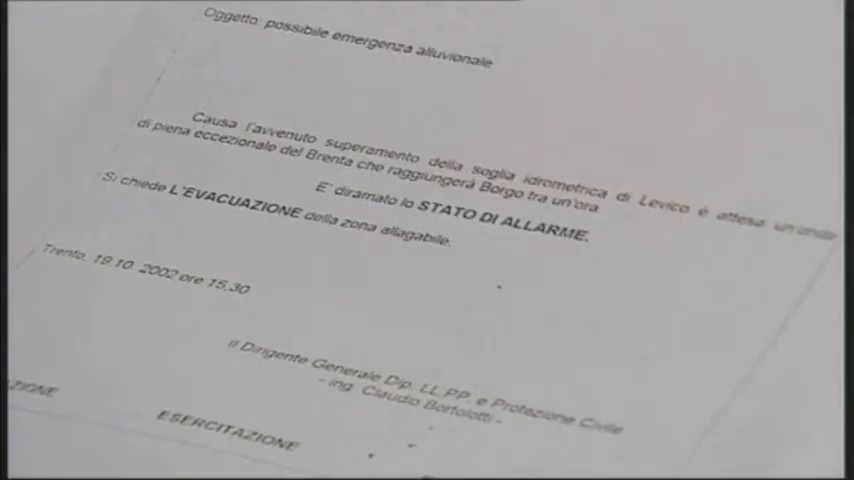 Oggetto: possibile emergenza alluvionale
Causa l'avvenuto superamento della soglia idrometrica di Levico è attesa un'onda
di piena eccezionale del Brenta che raggiungerà Borgo tra un'ora.
E' diramato lo STATO DI ALLARME.
Si chiede L'EVACUAZIONE della zona allagabile.
Trento, 19.10. 2002 ore 15,30
il Dirigente Generale Dip. LL.PP. e Protezione Civile
- ing. Claudio Bortolotti -
ZIONE
ESERCITAZIONE